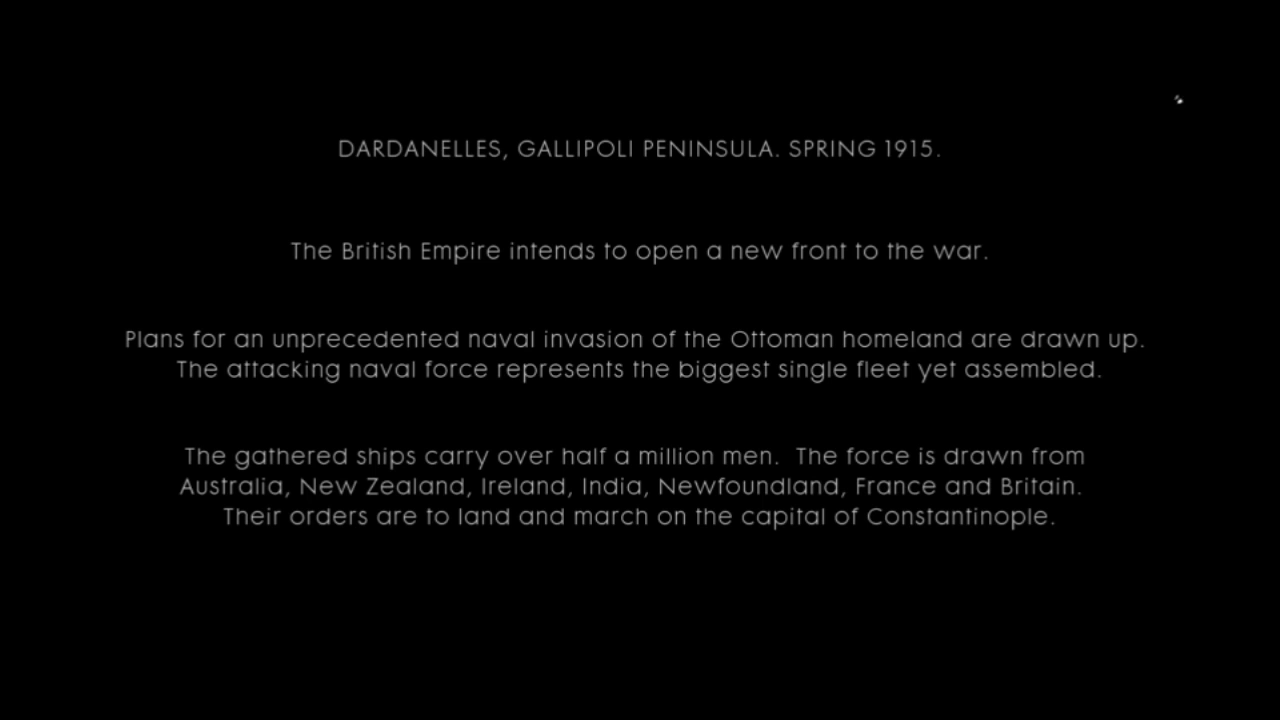 DARDANELLES, GALLIPOLI PENINSULA. SPRING 1915.
The British Empire intends to open a new front to the war.
Plans for an unprecedented naval invasion of the Ottoman homeland are drawn up.
The attacking naval force represents the biggest single fleet yet assembled.
The gathered ships carry over half a million men.  The force is drawn from
Australia, New Zealand, Ireland, India, Newfoundland, France and Britain.
Their orders are to land and march on the capital of Constantinople.